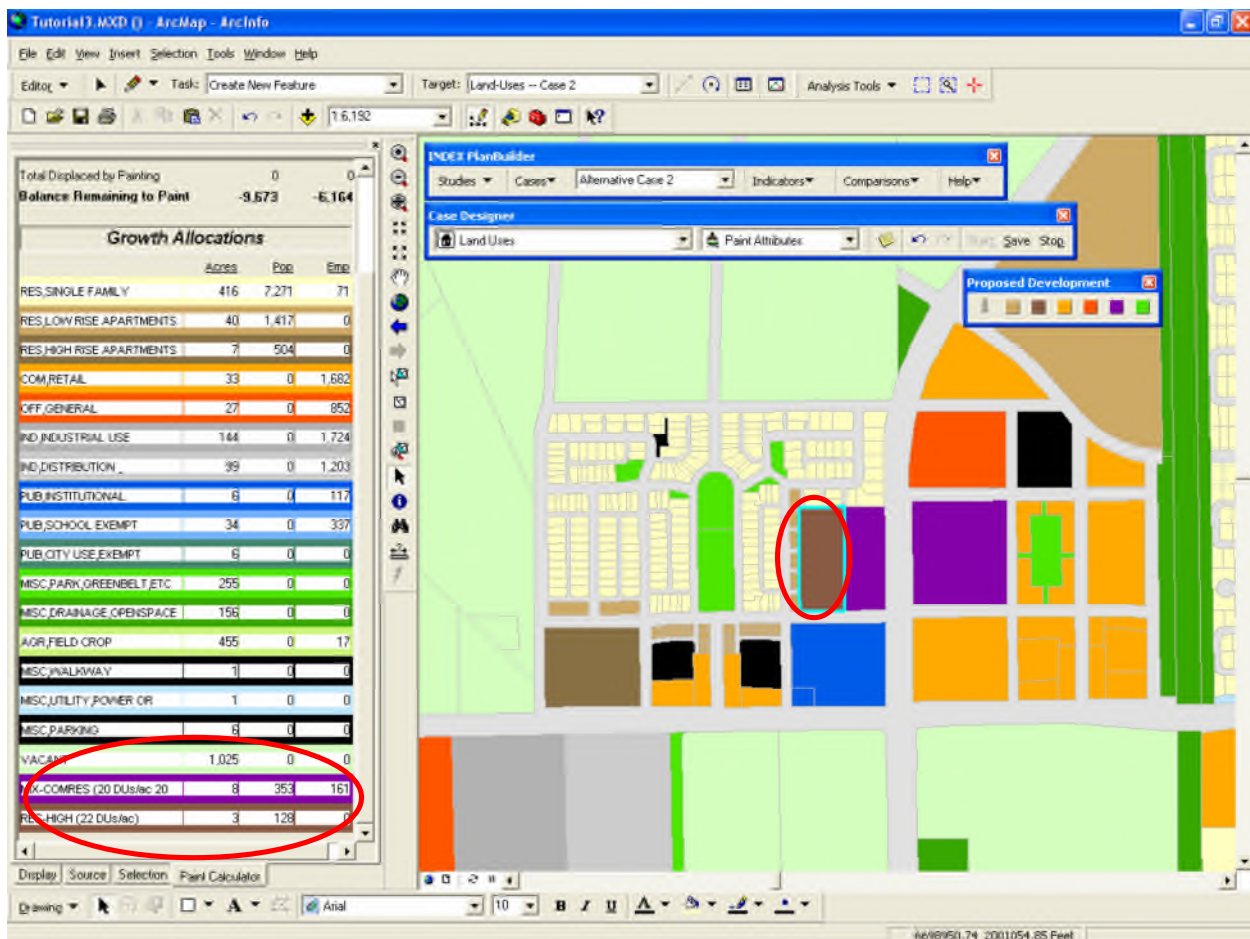 Tutorial3.MXD () - ArcMap - ArcInfo
File Edit View Insert Selection Tools Window Help
Editor Task: Create New Feature Target: Land-Uses -- Case 2 Analysis Tools
1:6,192
INDEX PlanBuilder
Studies Cases Alternative Case 2 Indicators Comparisons Help
Case Designer
Land Uses Paint Attributes Save Stop
Proposed Development
Total Displaced by Painting 0 0
Balance Remaining to Paint -9,673 -6,164
Growth Allocations
Acres Pop Emp
RES,SINGLE FAMILY 416 7,271 71
RES,LOW RISE APARTMENTS 40 1,417 0
RES,HIGH RISE APARTMENTS 7 504 0
COM,RETAIL 33 0 1,682
OFF,GENERAL 27 0 852
IND,INDUSTRIAL USE 144 0 1,724
IND,DISTRIBUTION _ 99 0 1,203
PUB,INSTITUTIONAL 6 0 117
PUB,SCHOOL EXEMPT 34 0 337
PUB,CITY USE,EXEMPT 6 0 0
MISC,PARK,GREENBELT,ETC 255 0 0
MISC,DRAINAGE,OPENSPACE 156 0 0
AGR,FIELD CROP 455 0 17
MISC,WALKWAY 1 0 0
MISC,UTILITY,POWER OR 1 0 0
MISC,PARKING 6 0 0
VACANT 1,025 0 0
MIX-COMRES (20 DUs/ac 20 8 353 161
RES-HIGH (22 DUs/ac) 3 128 0
Display Source Selection Paint Calculator
Drawing A Arial 10 B I U A
6698950.74 2001054.85 Feet